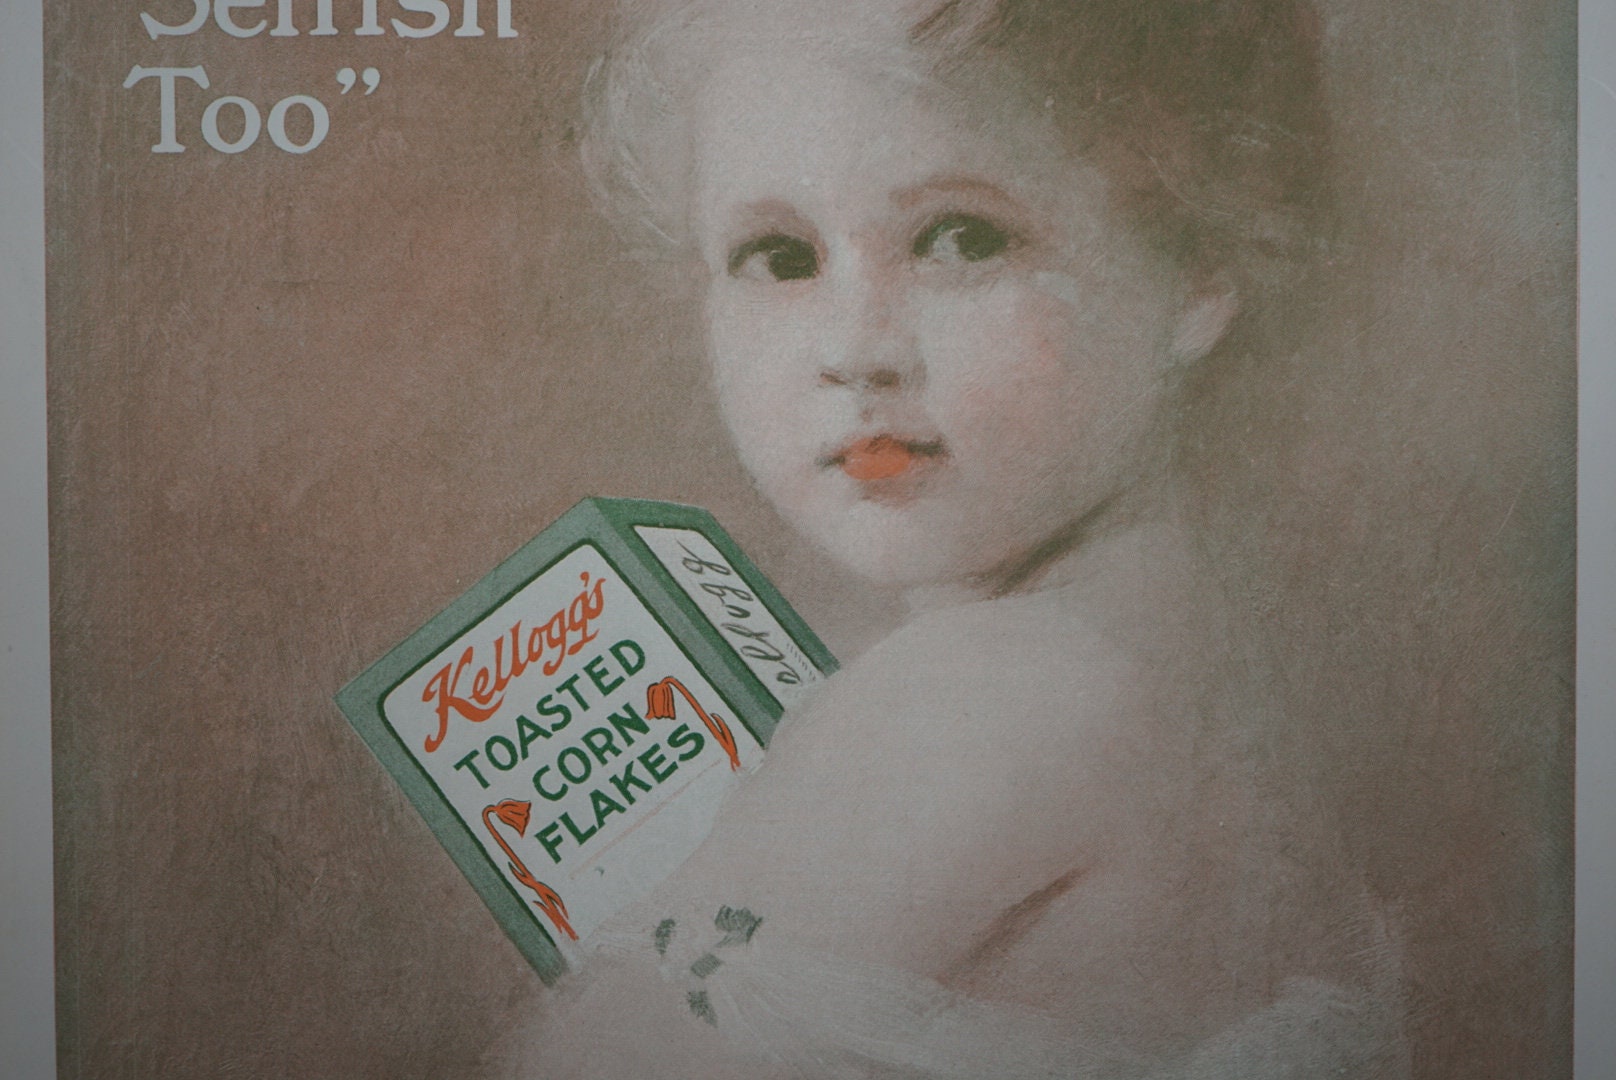 Selfish
Too”
Kellogg's
TOASTED
CORN
FLAKES